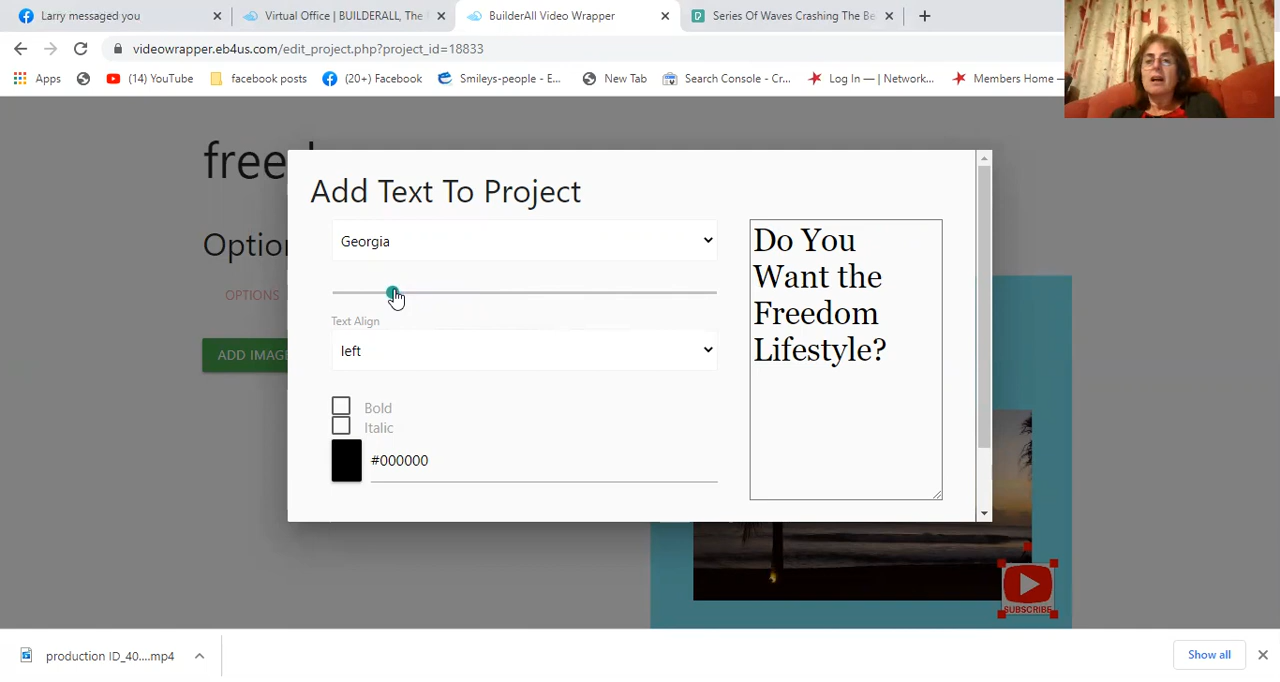 Larry messaged you
Virtual Office | BUILDERALL, The
BuilderAll Video Wrapper
Series Of Waves Crashing The Be
videowrapper.eb4us.com/edit_project.php?project_id=18833
Apps
(14) YouTube
facebook posts
(20+) Facebook
Smileys-people - E...
New Tab
Search Console - Cr...
Log In — | Network...
Members Home —
Add Text To Project
Georgia
Text Align
left
Bold
Italic
#000000
Do You
Want the
Freedom
Lifestyle?
Optio
OPTIONS
ADD IMAG
SUBSCRIBE
production ID_40....mp4
Show all